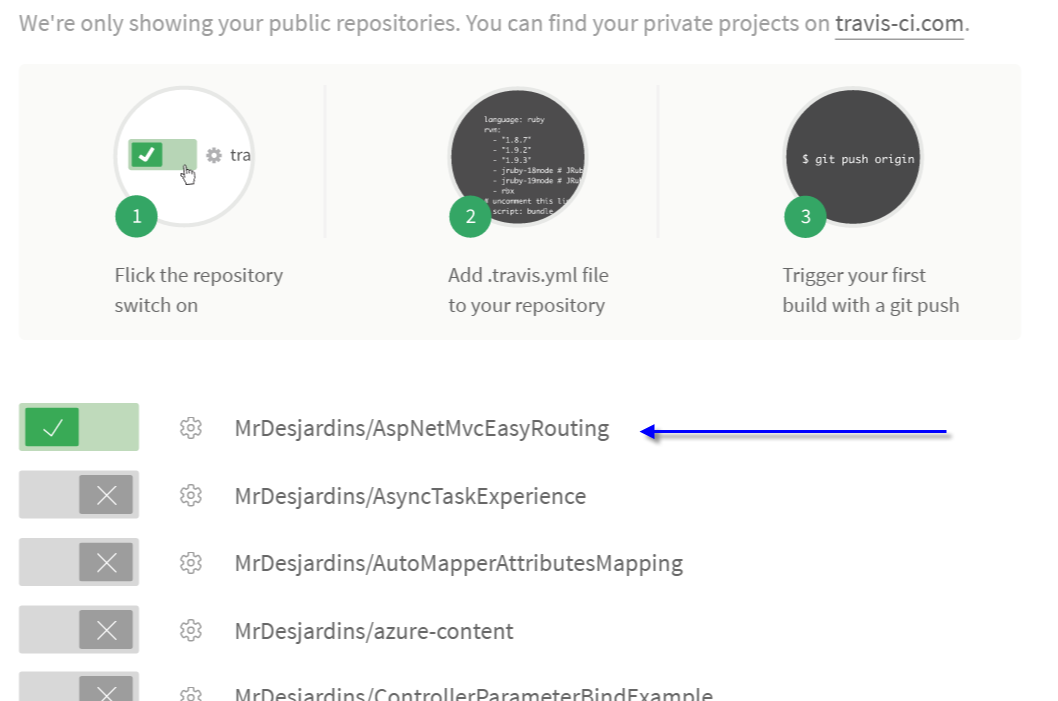 We're only showing your public repositories. You can find your private projects on travis-ci.com.
tra
1
Flick the repository
switch on
language: ruby
rvm:
- "1.8.7"
- "1.9.2"
- "1.9.3"
- jruby-18mode # JRub
- jruby-19mode # JRu
- rbx
# uncomment this li
script: bundle
2
Add .travis.yml file
to your repository
$ git push origin
3
Trigger your first
build with a git push
MrDesjardins/AspNetMvcEasyRouting
MrDesjardins/AsyncTaskExperience
MrDesjardins/AutoMapperAttributesMapping
MrDesjardins/azure-content
MrDesjardins/ControllerParameterBindExample